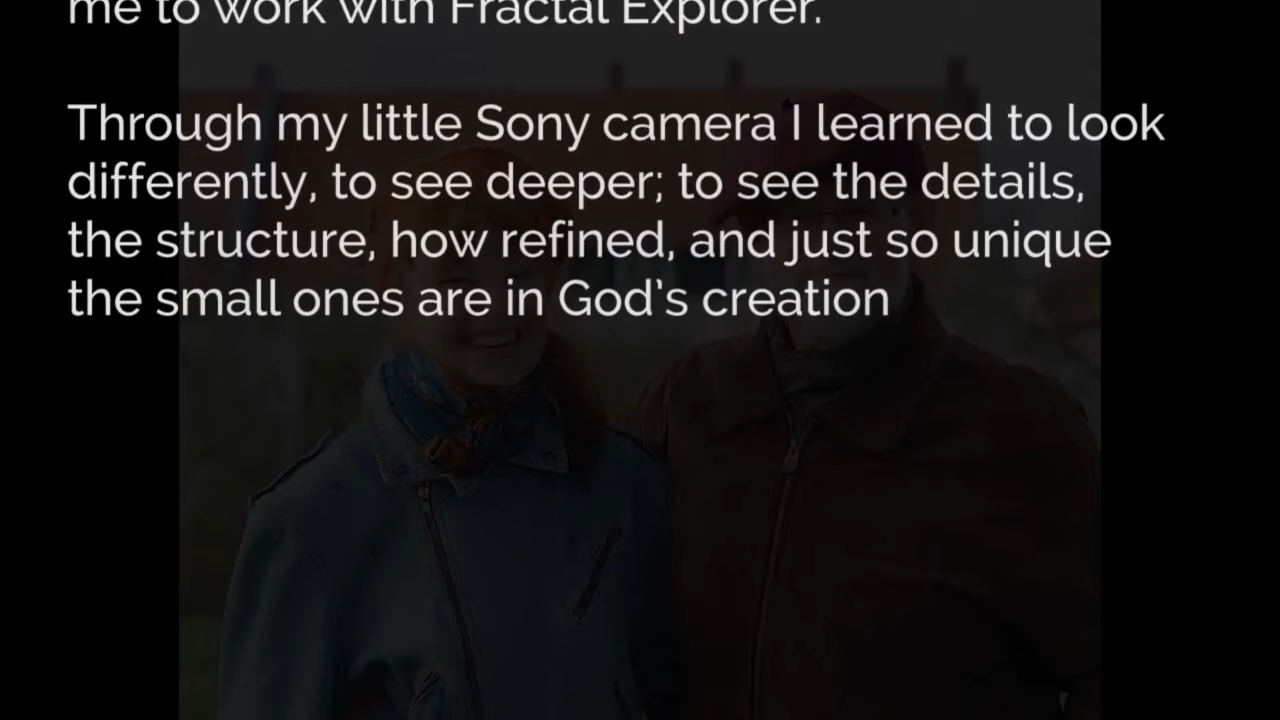 me to work with Fractal Explorer.
Through my little Sony camera I learned to look
differently, to see deeper; to see the details,
the structure, how refined, and just so unique
the small ones are in God’s creation